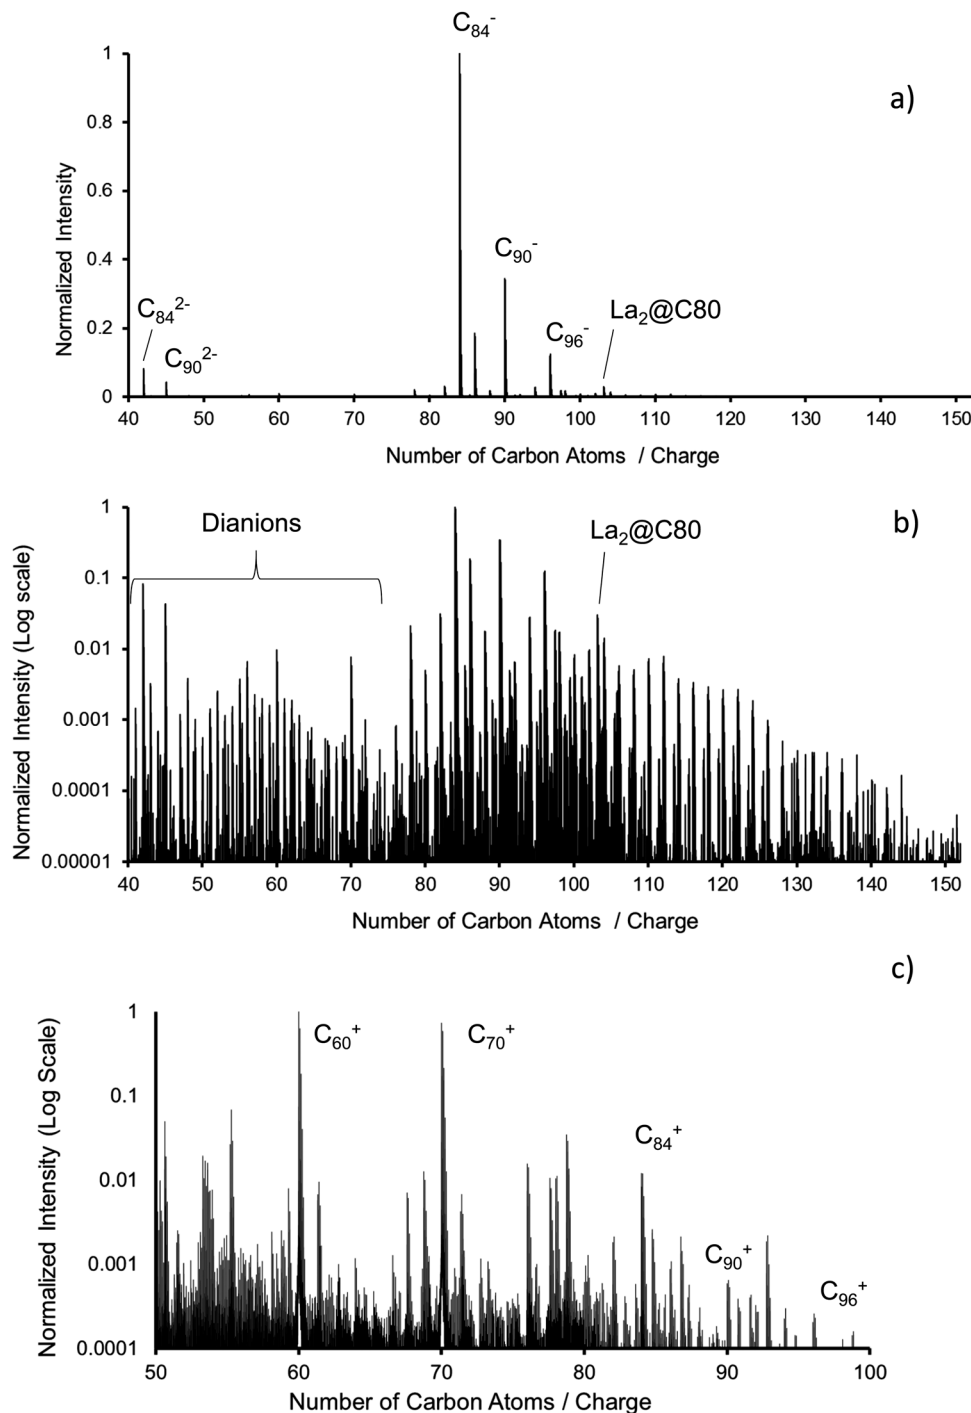 C₈₄⁻
a)
1
0.8
0.6
0.4
0.2
0
Normalized Intensity
C₉₀⁻
C₈₄²⁻
C₉₀²⁻
C₉₆⁻
La₂@C80
40 50 60 70 80 90 100 110 120 130 140 150
Number of Carbon Atoms / Charge
b)
1
0.1
0.01
0.001
0.0001
0.00001
Normalized Intensity (Log scale)
Dianions
La₂@C80
40 50 60 70 80 90 100 110 120 130 140 150
Number of Carbon Atoms / Charge
c)
1
0.1
0.01
0.001
0.0001
Normalized Intensity (Log Scale)
C₆₀⁺
C₇₀⁺
C₈₄⁺
C₉₀⁺
C₉₆⁺
50 60 70 80 90 100
Number of Carbon Atoms / Charge